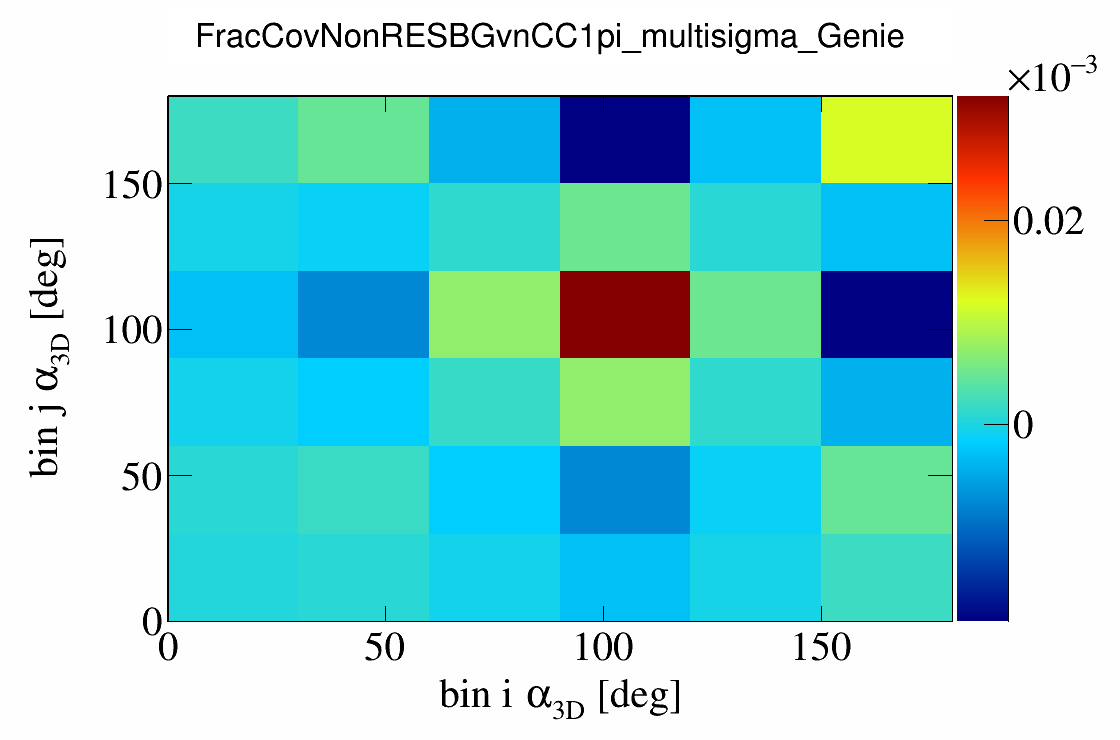 FracCovNonRESBGvnCC1pi_multisigma_Genie
×10⁻³
150
100
50
0
0.02
0
0 50 100 150
bin j α3D [deg]
bin i α3D [deg]